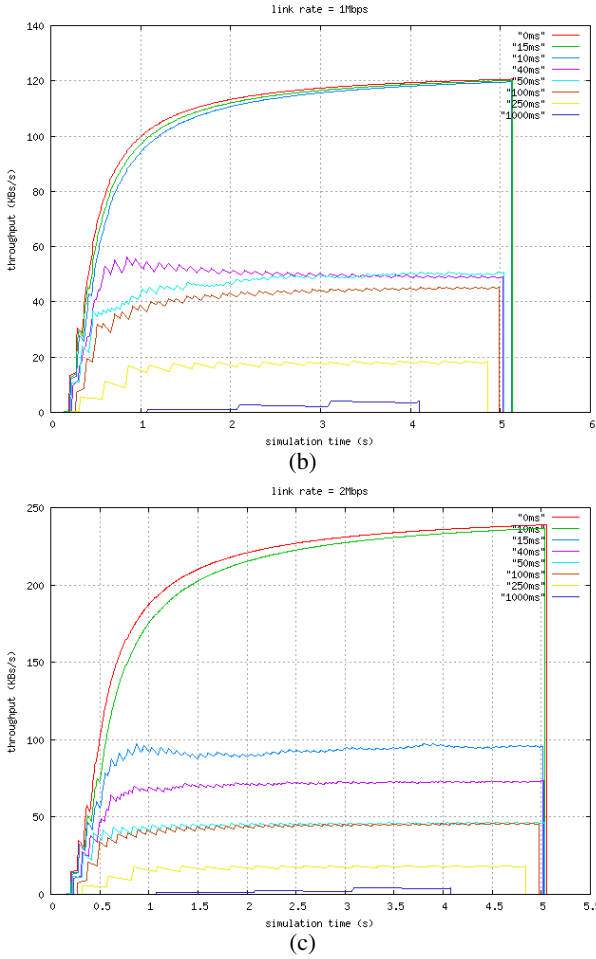 link rate = 1Mbps
140
120
100
80
60
40
20
0
throughput (KBs/s)
"0ms"
"15ms"
"10ms"
"40ms"
"50ms"
"100ms"
"250ms"
"1000ms"
0 1 2 3 4 5 6
simulation time (s)
(b)
link rate = 2Mbps
250
200
150
100
50
0
throughput (KBs/s)
"0ms"
"10ms"
"15ms"
"40ms"
"50ms"
"100ms"
"250ms"
"1000ms"
0 0.5 1 1.5 2 2.5 3 3.5 4 4.5 5 5.5
simulation time (s)
(c)